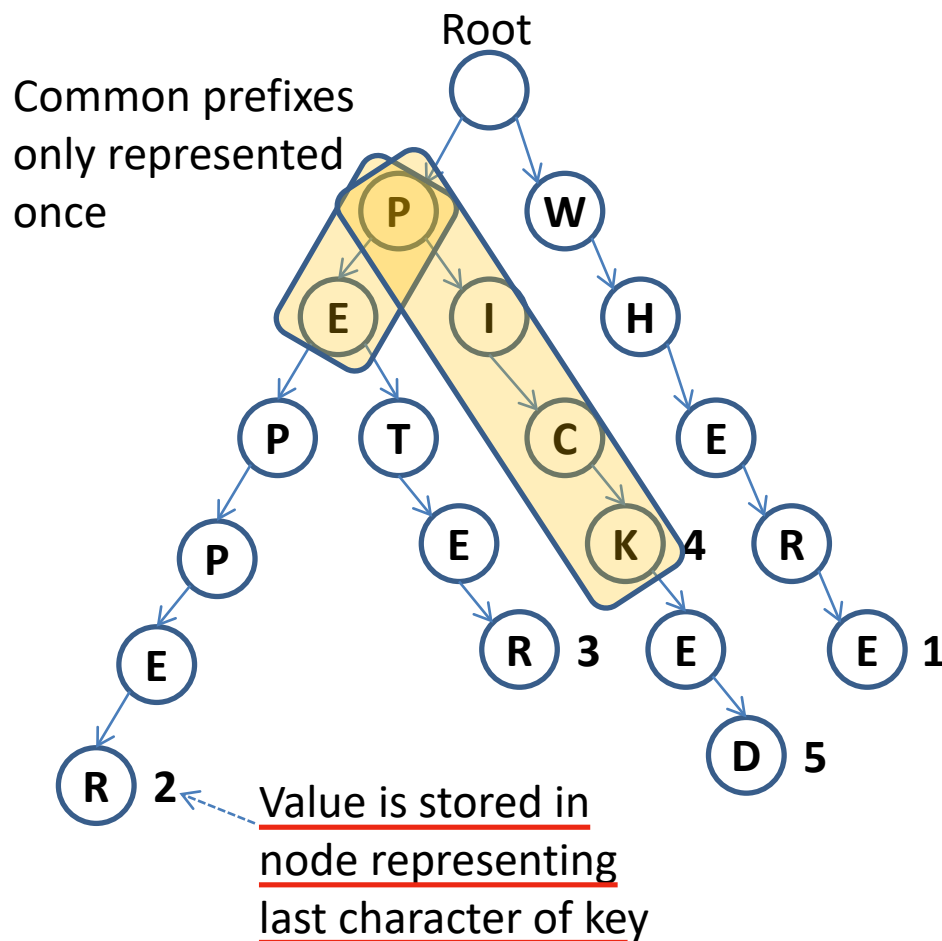 Root
Common prefixes
only represented
once
P W
E I H
P T C E
P E K 4 R
E R 3 E E 1
R 2 D 5
Value is stored in
node representing
last character of key